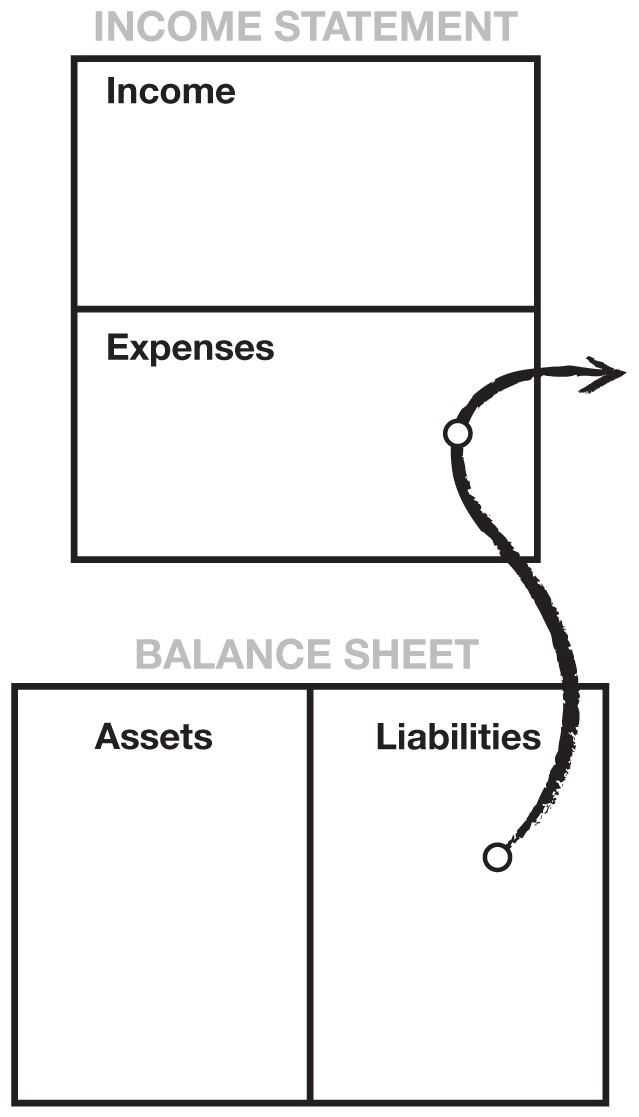 INCOME STATEMENT
Income
Expenses
BALANCE SHEET
Assets
Liabilities